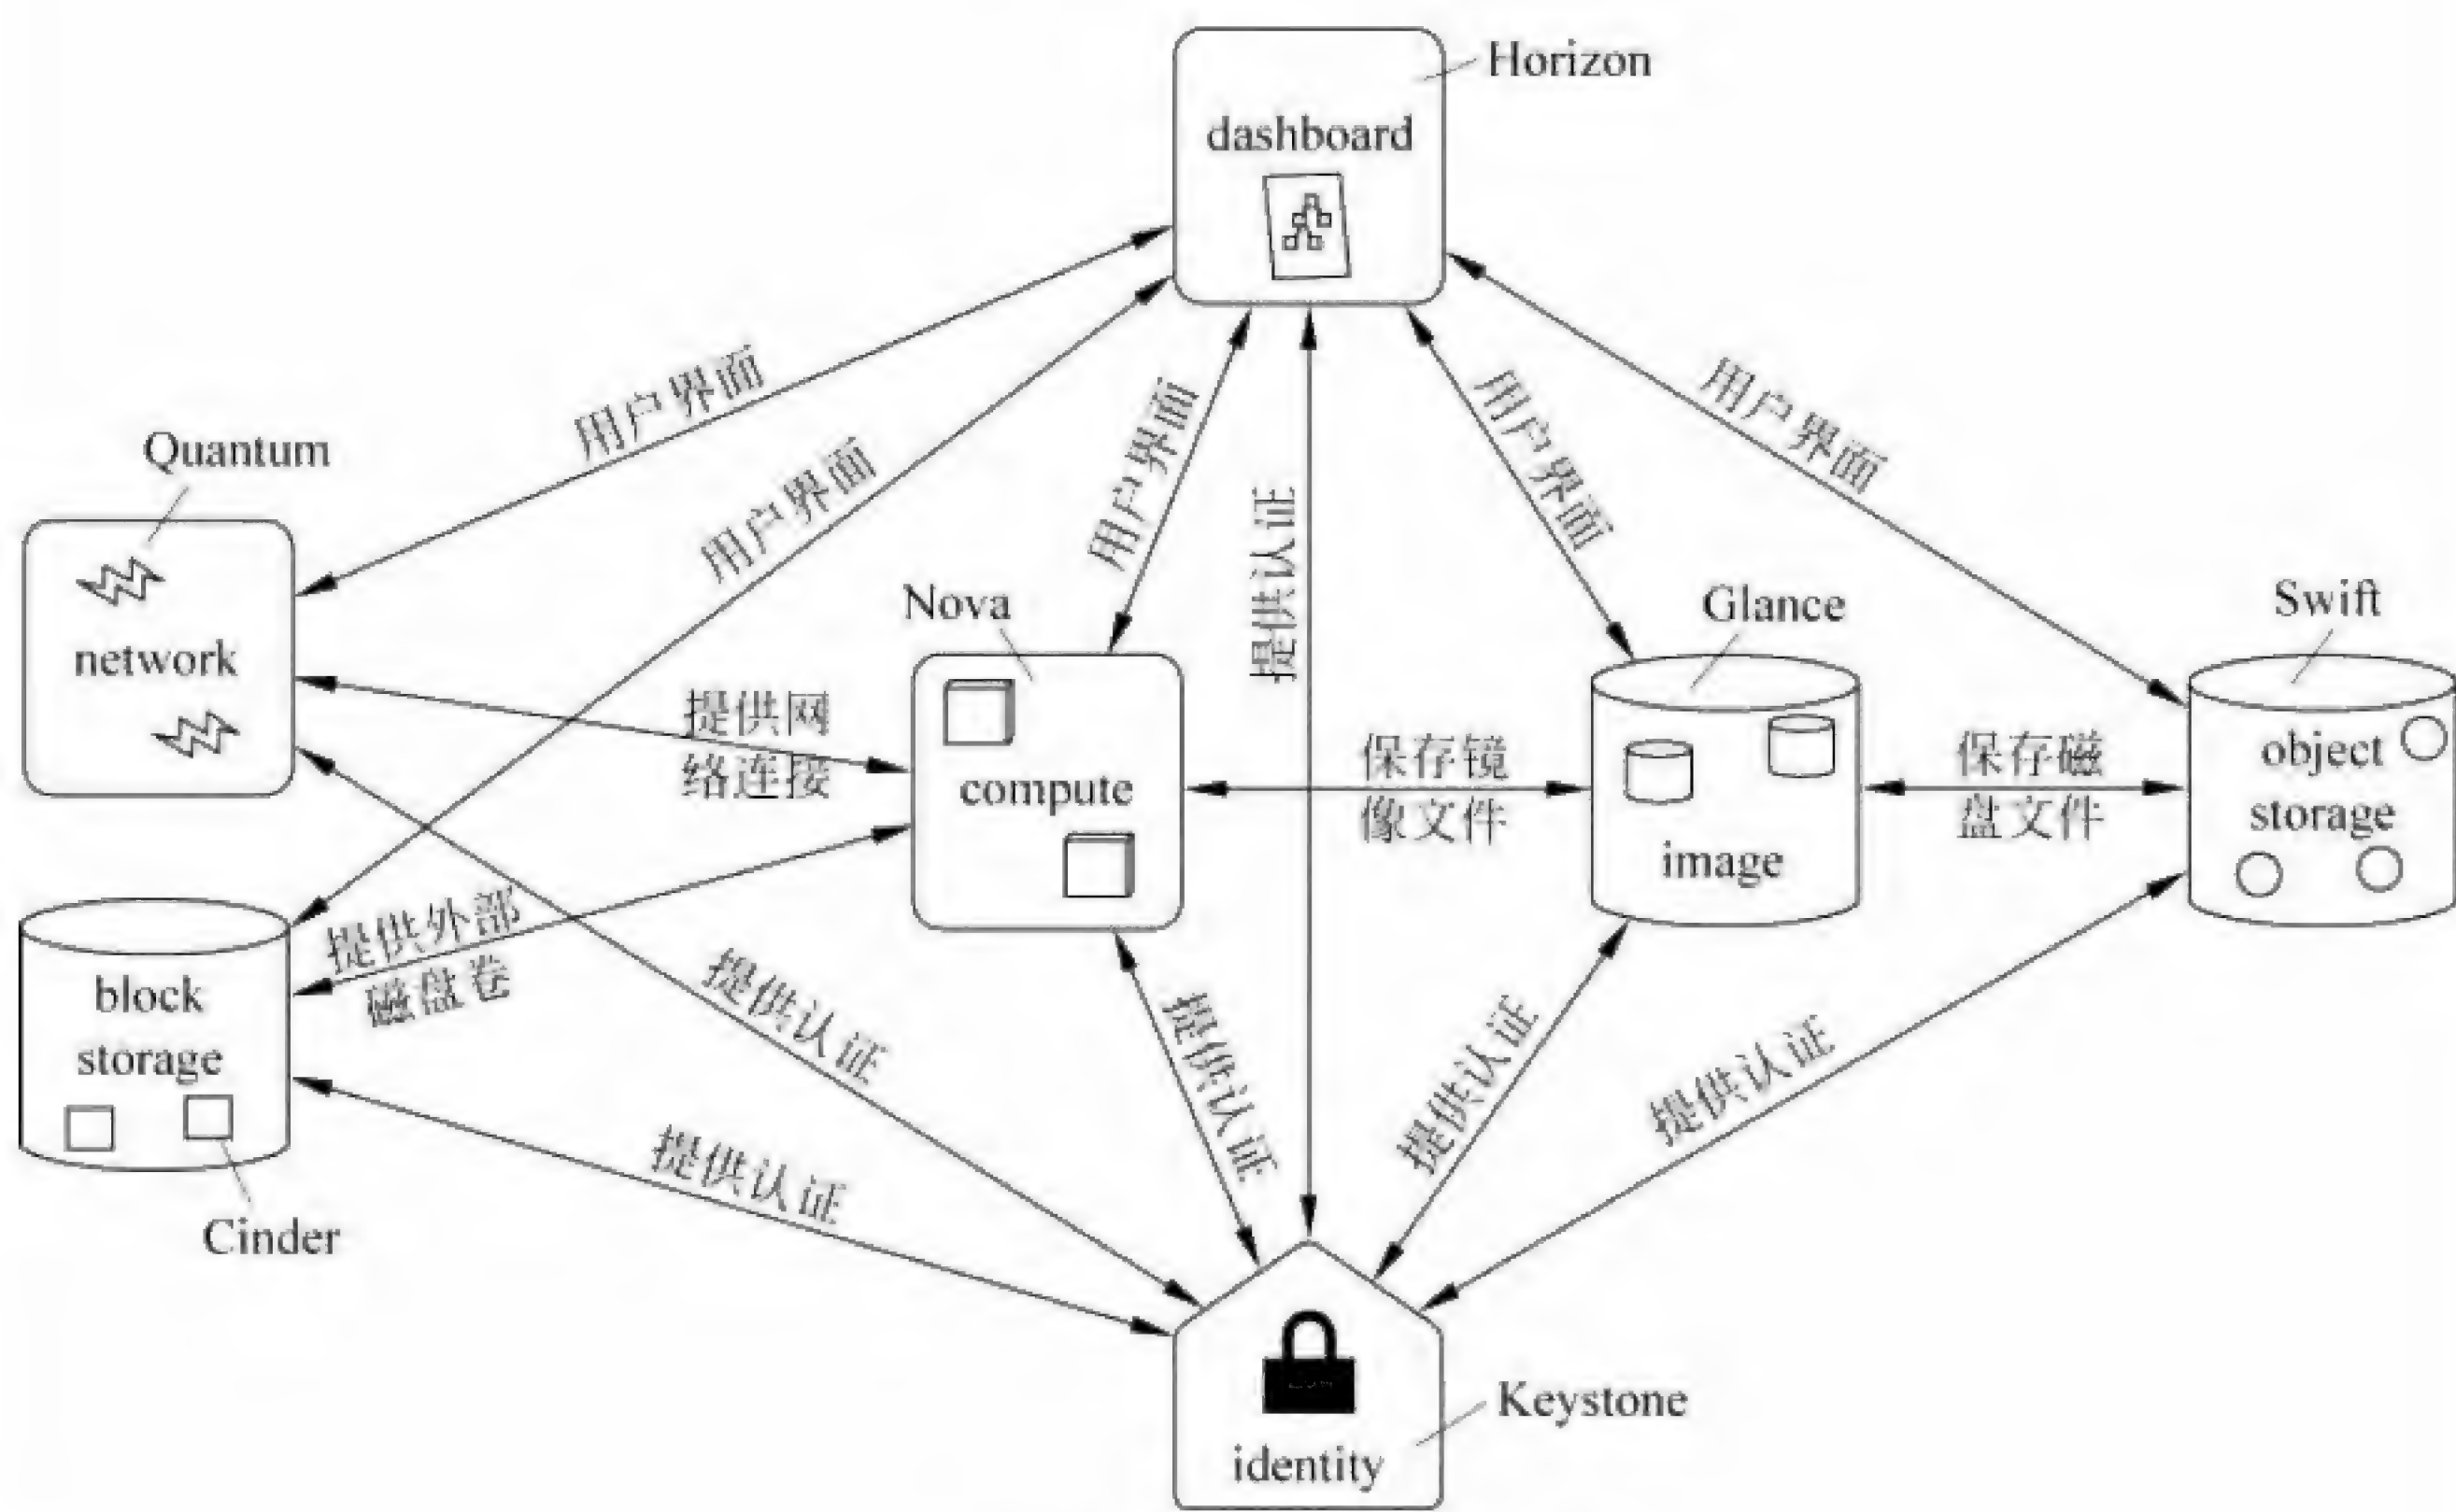 Horizon
dashboard
用户界面
用户界面
用户界面
用户界面
用户界面
提供认证
Quantum
network
Nova
compute
Glance
image
Swift
object
storage
提供网
络连接
保存镜
像文件
保存磁
盘文件
提供外部
磁盘卷
block
storage
Cinder
提供认证
提供认证
提供认证
提供认证
提供认证
identity
Keystone